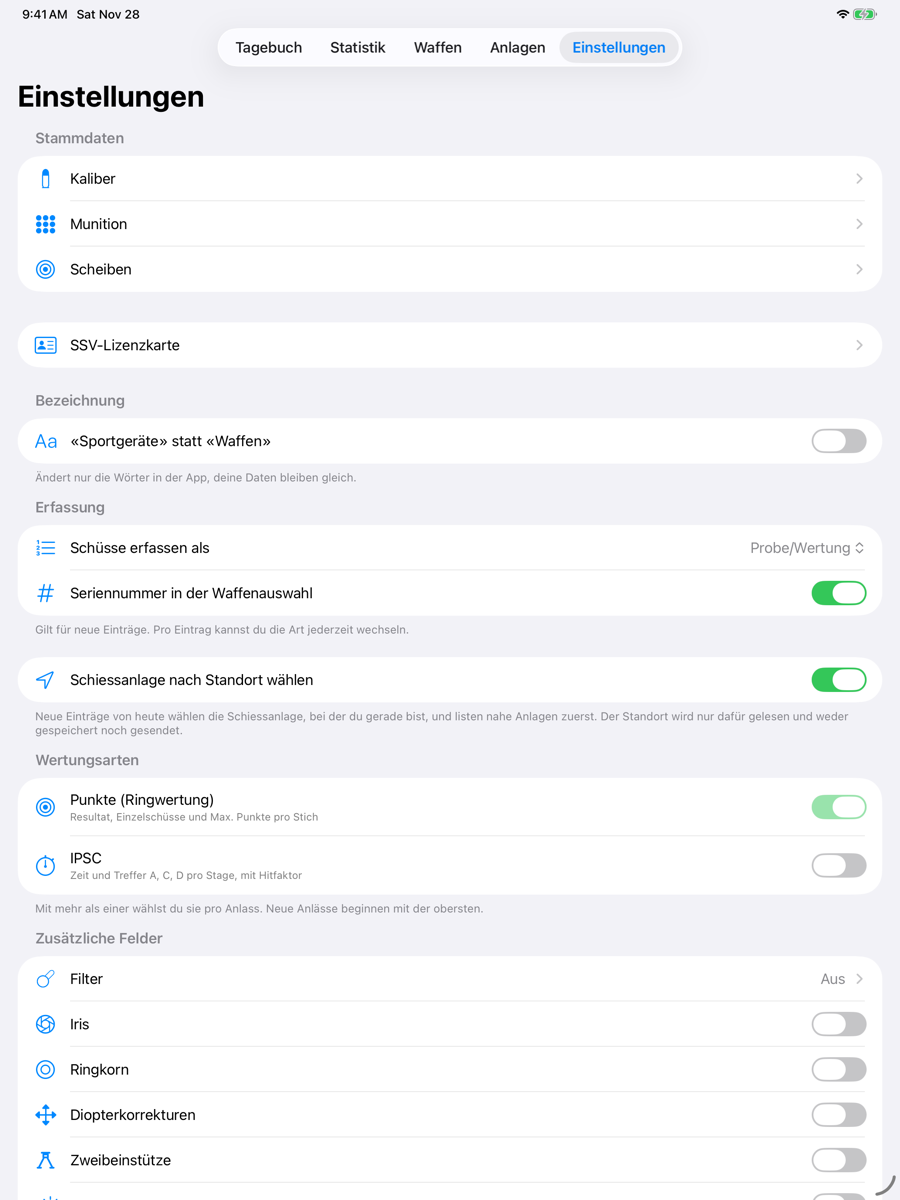 9:41 AM Sat Nov 28
Tagebuch Statistik Waffen Anlagen Einstellungen
Einstellungen
Stammdaten
Kaliber
Munition
Scheiben
SSV-Lizenzkarte
Bezeichnung
Aa «Sportgeräte» statt «Waffen»
Ändert nur die Wörter in der App, deine Daten bleiben gleich.
Erfassung
Schüsse erfassen als Probe/Wertung
Seriennummer in der Waffenauswahl
Gilt für neue Einträge. Pro Eintrag kannst du die Art jederzeit wechseln.
Schiessanlage nach Standort wählen
Neue Einträge von heute wählen die Schiessanlage, bei der du gerade bist, und listen nahe Anlagen zuerst. Der Standort wird nur dafür gelesen und weder
gespeichert noch gesendet.
Wertungsarten
Punkte (Ringwertung)
Resultat, Einzelschüsse und Max. Punkte pro Stich
IPSC
Zeit und Treffer A, C, D pro Stage, mit Hitfaktor
Mit mehr als einer wählst du sie pro Anlass. Neue Anlässe beginnen mit der obersten.
Zusätzliche Felder
Filter Aus
Iris
Ringkorn
Diopterkorrekturen
Zweibeinstütze